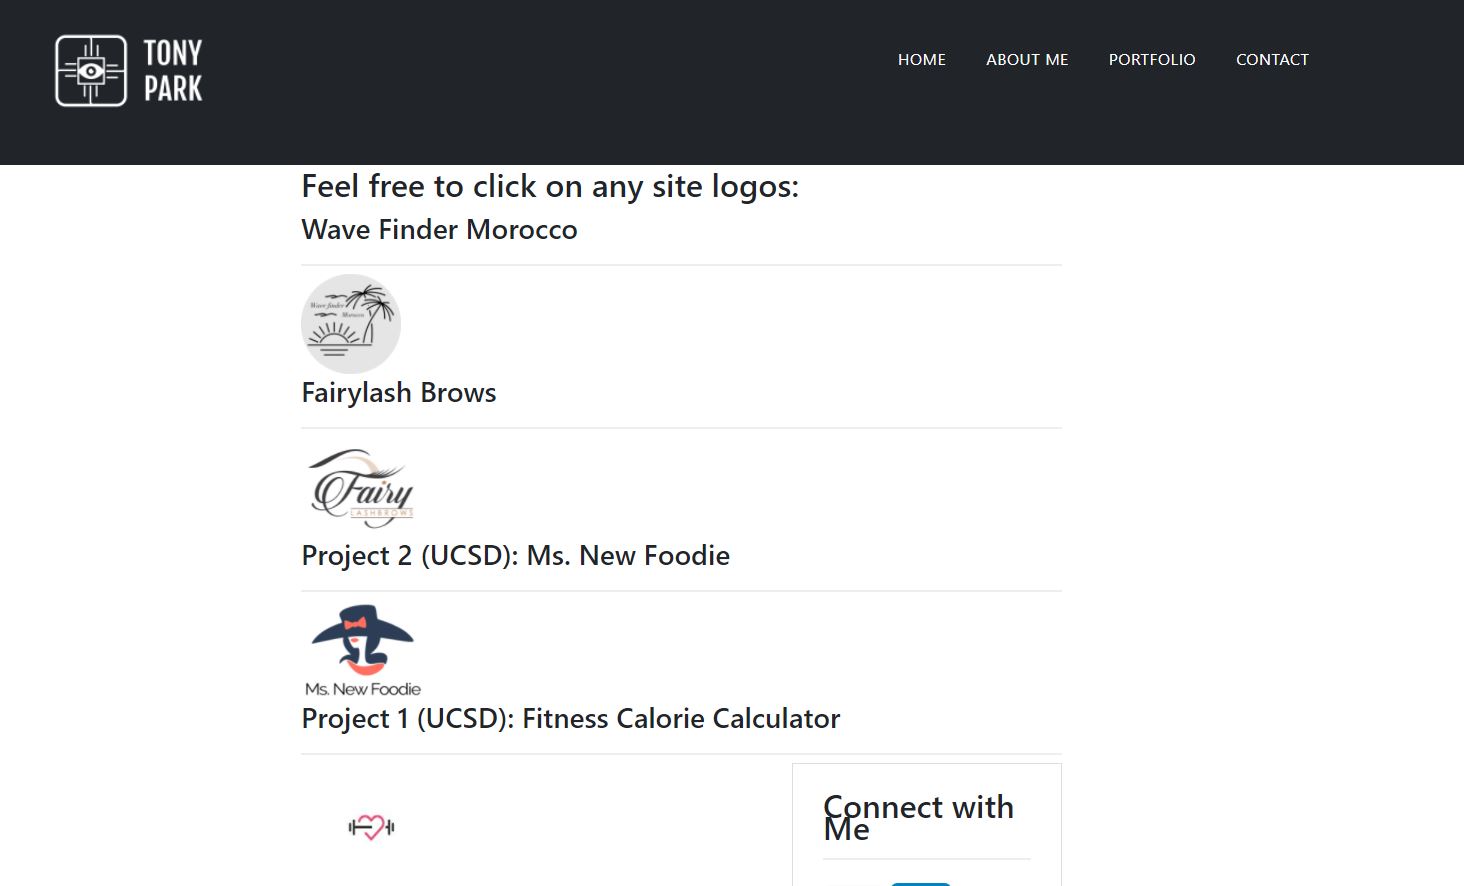 TONY
PARK
HOME
ABOUT ME
PORTFOLIO
CONTACT
Feel free to click on any site logos:
Wave Finder Morocco
Wave finder
Morocco
Fairylash Brows
Fairy
LASHBROWS
Project 2 (UCSD): Ms. New Foodie
Ms. New Foodie
Project 1 (UCSD): Fitness Calorie Calculator
Connect with
Me